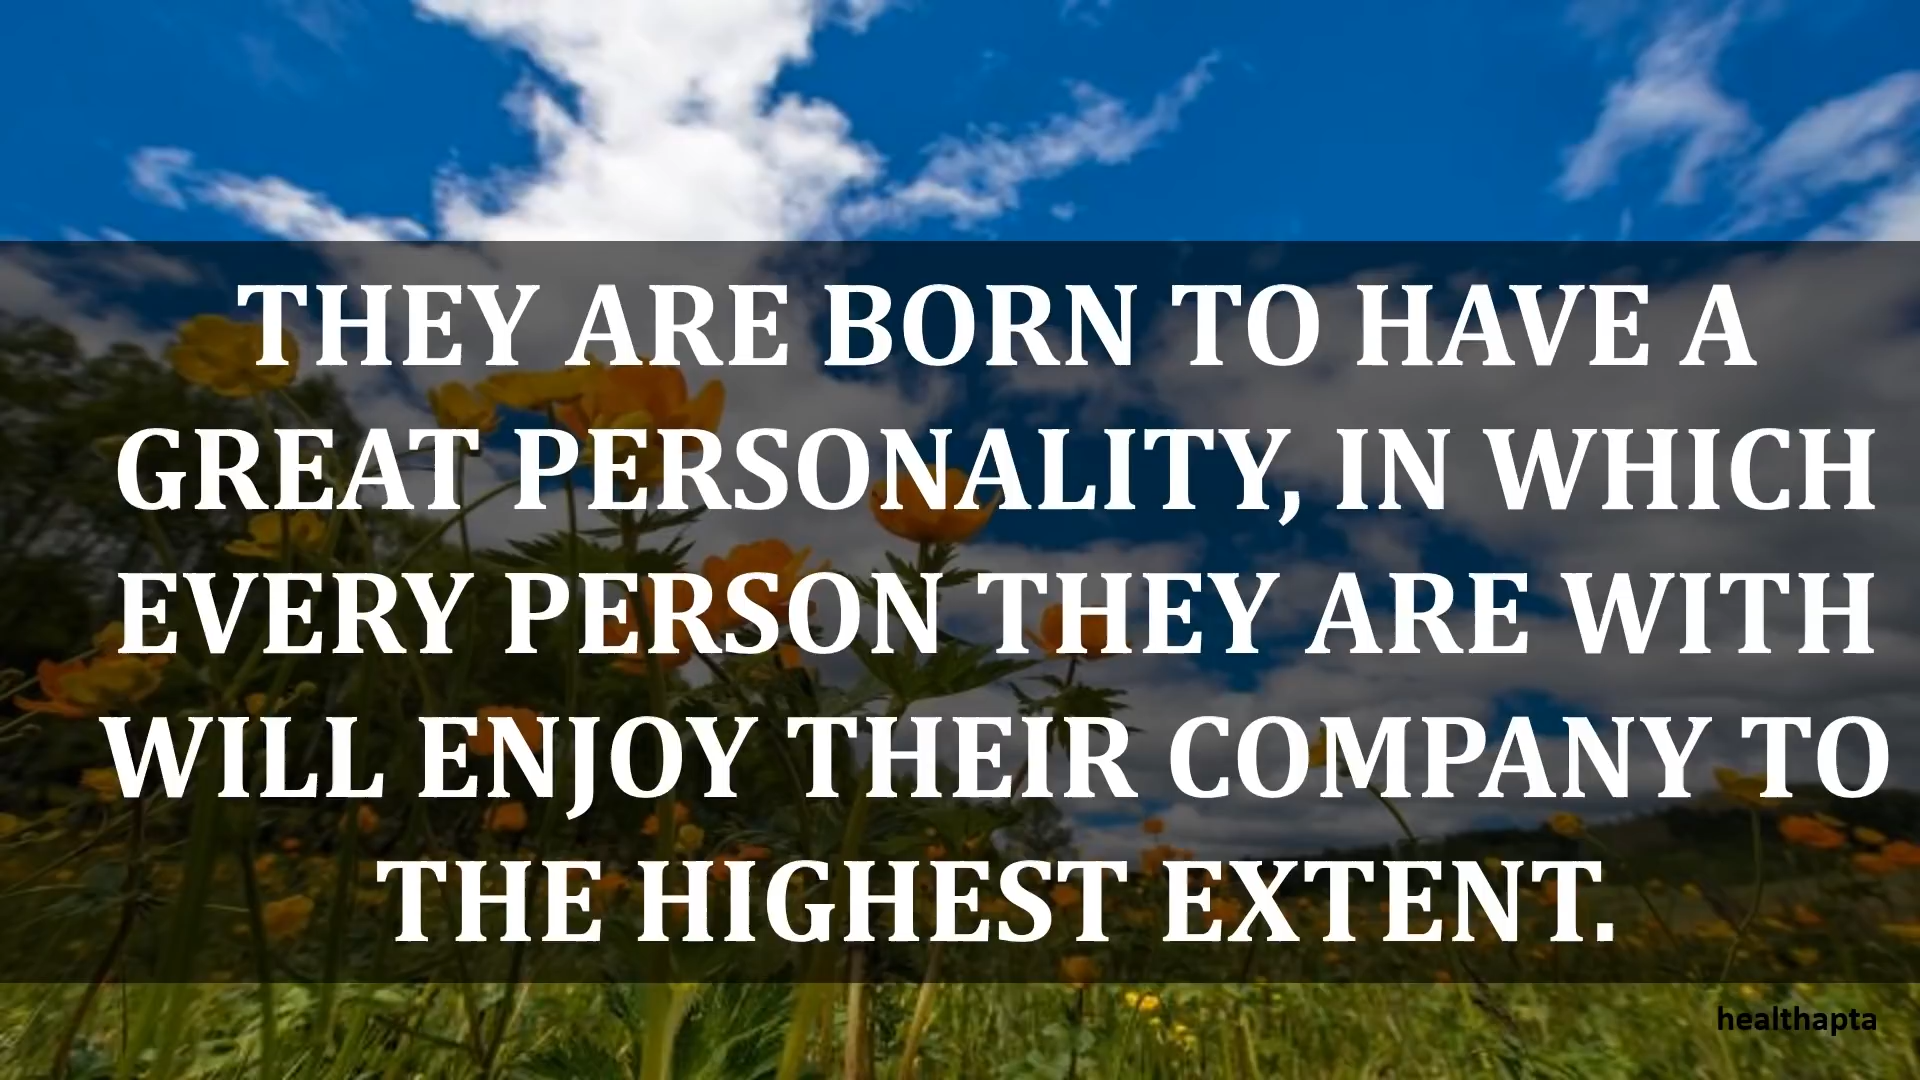 THEY ARE BORN TO HAVE A
GREAT PERSONALITY, IN WHICH
EVERY PERSON THEY ARE WITH
WILL ENJOY THEIR COMPANY TO
THE HIGHEST EXTENT.
healthapta